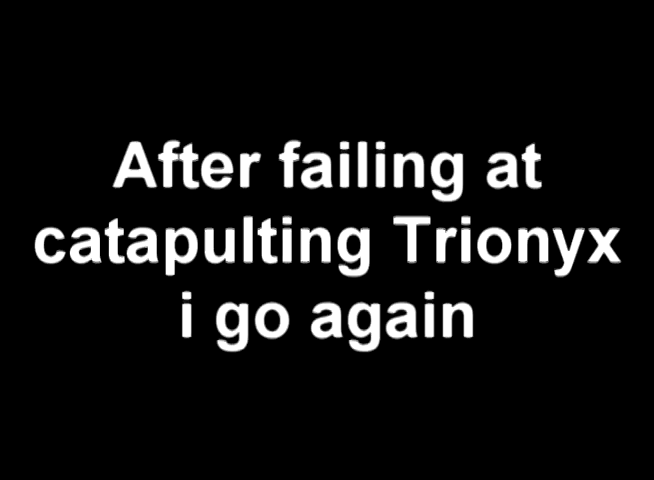 After failing at
catapulting Trionyx
i go again